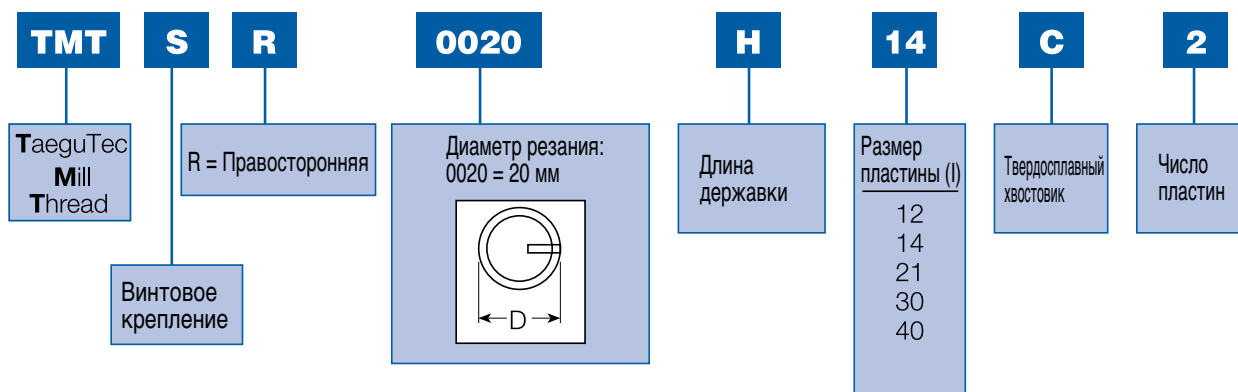 TMT S R 0020 H 14 C 2
TaeguTec
Mill
Thread
Винтовое
крепление
R = Правосторонняя
Диаметр резания:
0020 = 20 мм
D
Длина
державки
Размер
пластины (I)
12
14
21
30
40
Твердосплавный
хвостовик
Число
пластин